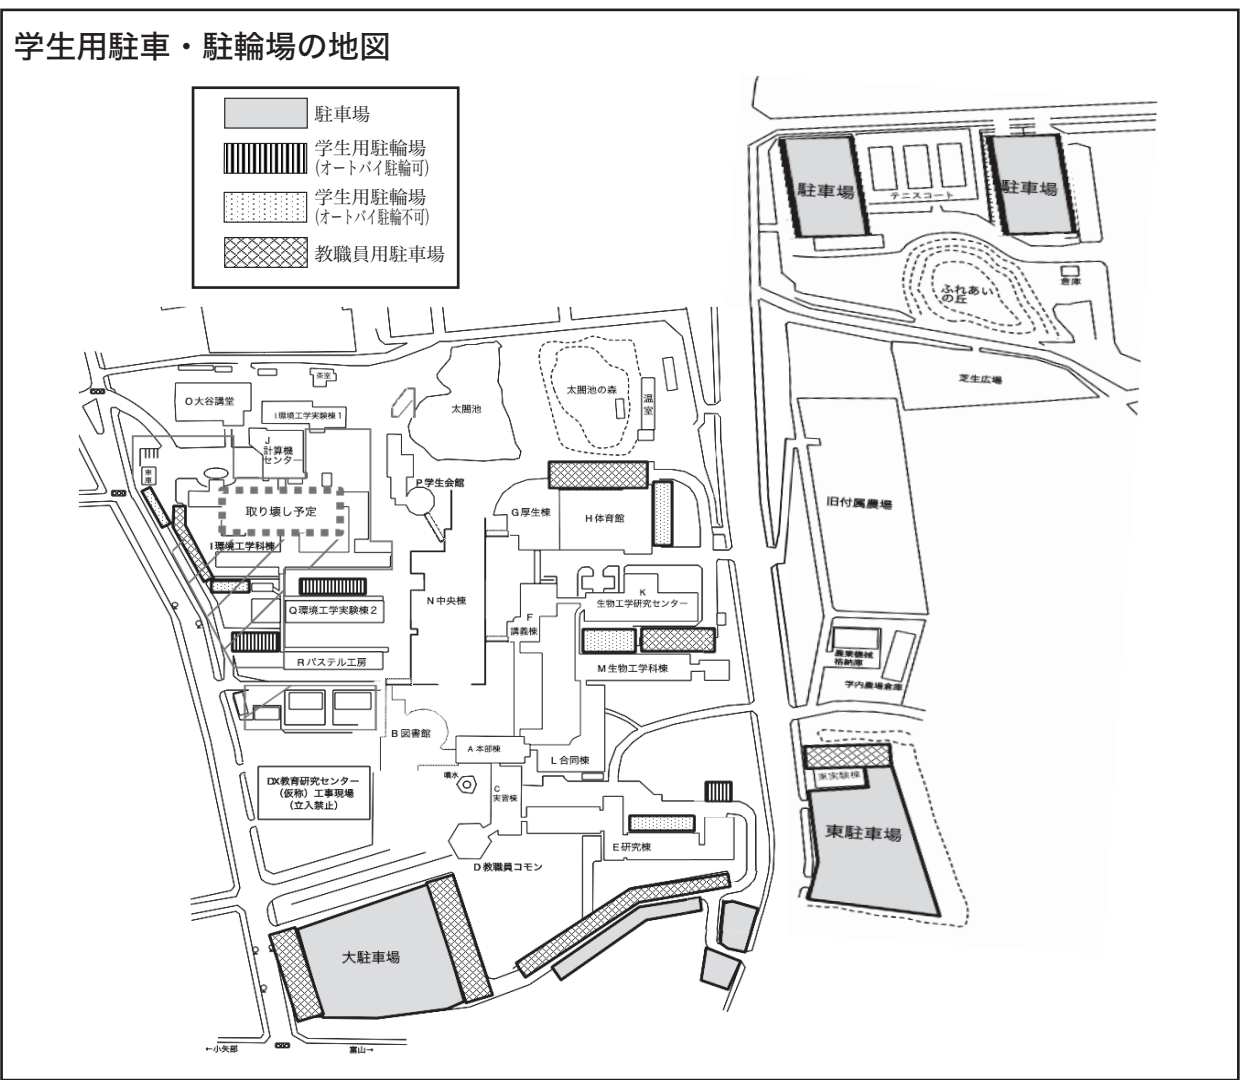 学生用駐車・駐輪場の地図
駐車場
学生用駐輪場
(オートバイ駐輪可)
学生用駐輪場
(オートバイ駐輪不可)
教職員用駐車場
駐車場
テニスコート
駐車場
ふれあい
の丘
倉庫
芝生広場
茶室
O大谷講堂
I環境工学実験棟1
J
計算機
センター
車庫
取り壊し予定
I環境工学科棟
太閤池
太閤池の森
温室
P学生会館
G厚生棟
H体育館
旧付属農場
Q環境工学実験棟2
N中央棟
F
講義棟
K
生物工学研究センター
Rパステル工房
M生物工学科棟
農業機械
格納庫
学内農場倉庫
B図書館
A本部棟
L合同棟
噴水
C
実習棟
DX教育研究センター
(仮称)工事現場
(立入禁止)
東実験棟
東駐車場
E研究棟
D教職員コモン
大駐車場
←小矢部
富山→